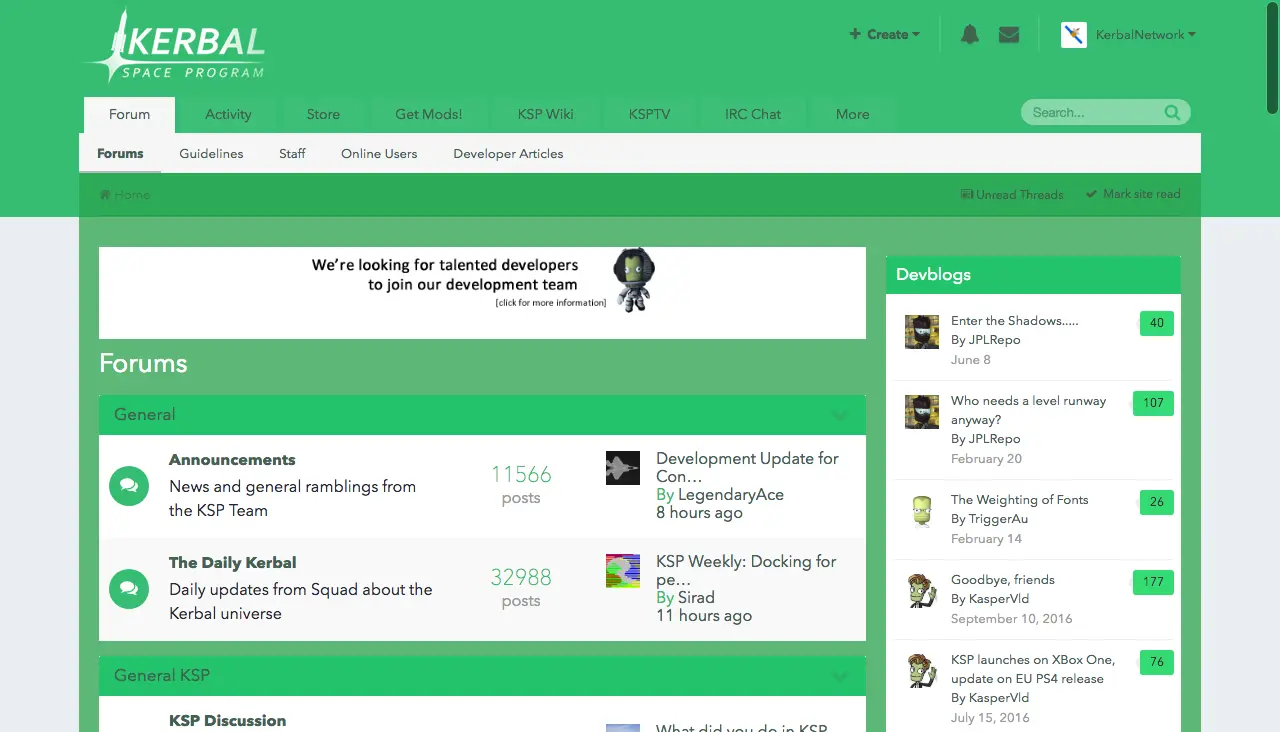 KERBAL
SPACE PROGRAM
Create
KerbalNetwork
Forum
Activity
Store
Get Mods!
KSP Wiki
KSPTV
IRC Chat
More
Search...
Forums
Guidelines
Staff
Online Users
Developer Articles
Home
Unread Threads
Mark site read
We're looking for talented developers
to join our development team
[click for more information]
Forums
General
Announcements
News and general ramblings from
the KSP Team
11566
posts
Development Update for
Con…
By LegendaryAce
8 hours ago
The Daily Kerbal
Daily updates from Squad about the
Kerbal universe
32988
posts
KSP Weekly: Docking for
pe…
By Sirad
11 hours ago
General KSP
KSP Discussion
What did you do in KSP
Devblogs
Enter the Shadows.....
By JPLRepo
June 8
40
Who needs a level runway
anyway?
By JPLRepo
February 20
107
The Weighting of Fonts
By TriggerAu
February 14
26
Goodbye, friends
By KasperVld
September 10, 2016
177
KSP launches on XBox One,
update on EU PS4 release
By KasperVld
July 15, 2016
76